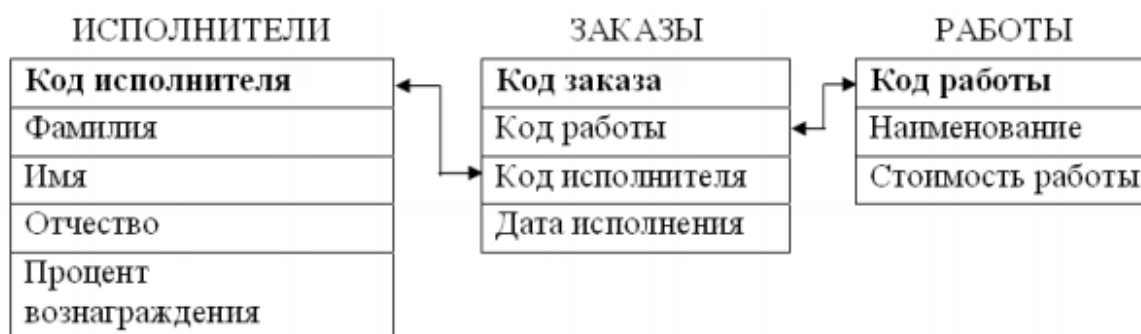 ИСПОЛНИТЕЛИ
Код исполнителя
Фамилия
Имя
Отчество
Процент
вознаграждения
ЗАКАЗЫ
Код заказа
Код работы
Код исполнителя
Дата исполнения
РАБОТЫ
Код работы
Наименование
Стоимость работы